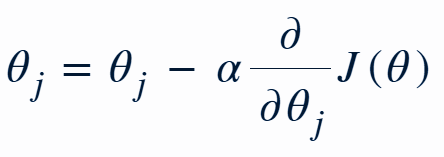 θ_j = θ_j − α ∂/∂θ_j J(θ)